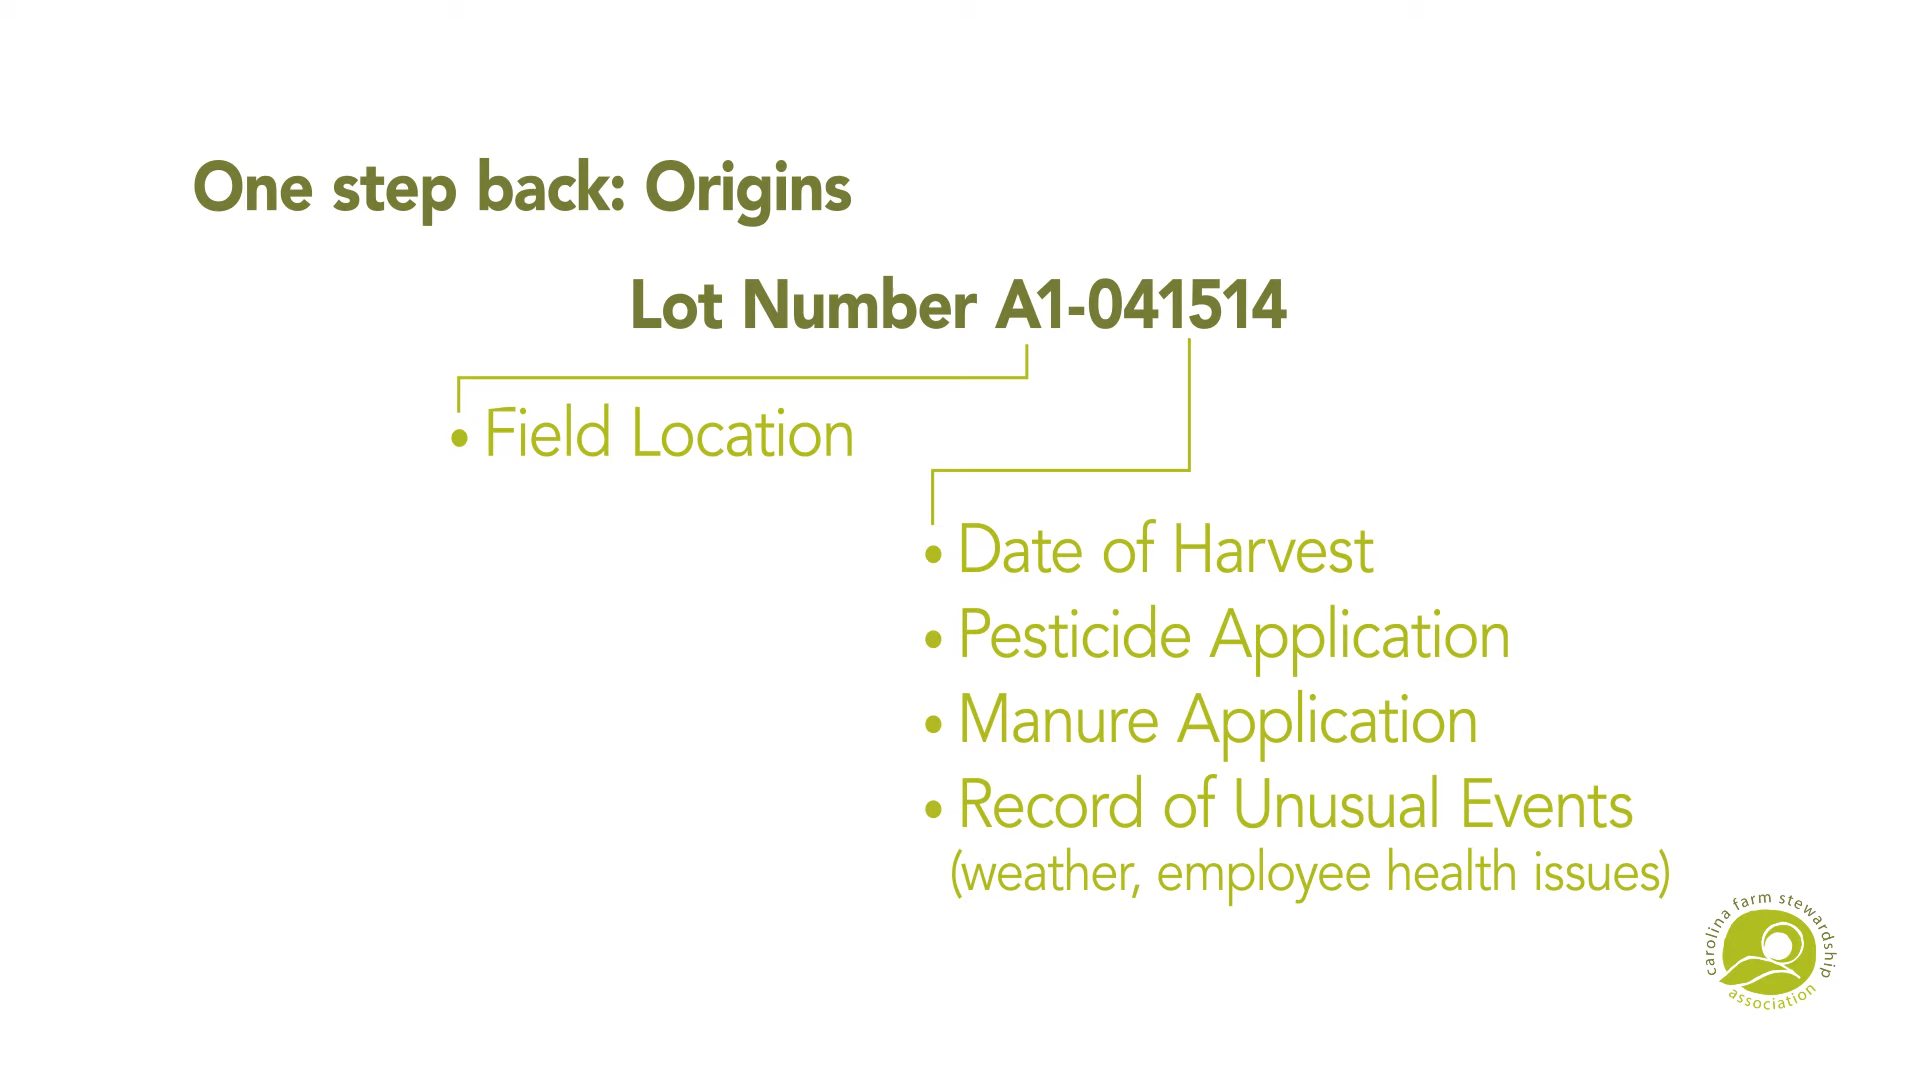 One step back: Origins
Lot Number A1-041514
• Field Location
• Date of Harvest
• Pesticide Application
• Manure Application
• Record of Unusual Events
(weather, employee health issues)
carolina farm stewardship
association